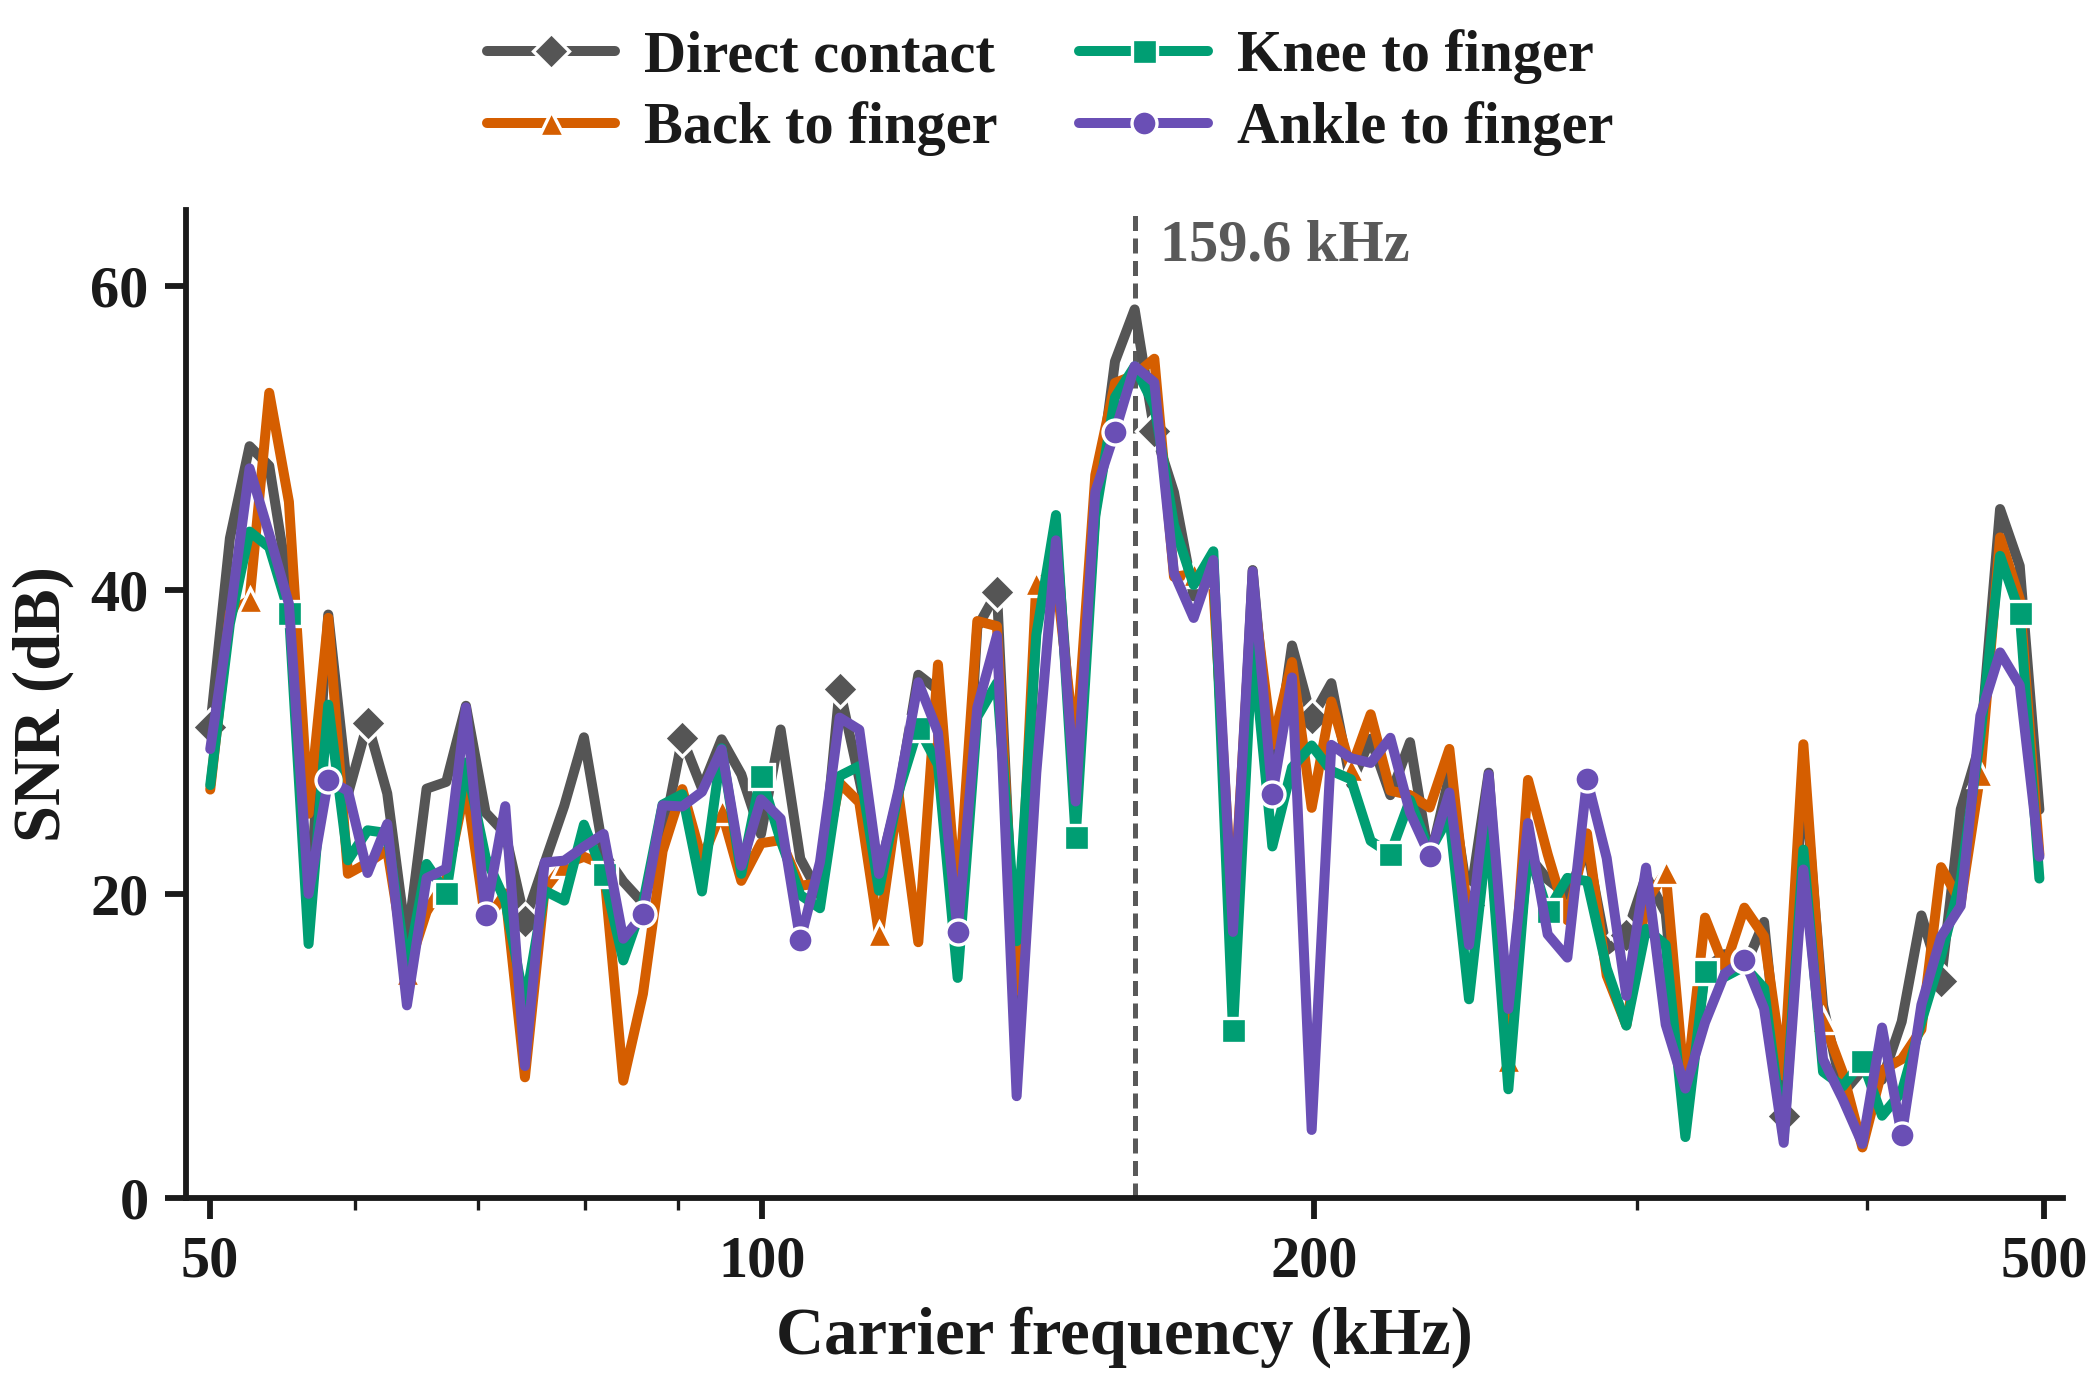 Direct contact
Knee to finger
Back to finger
Ankle to finger
159.6 kHz
60
40
20
0
SNR (dB)
50
100
200
500
Carrier frequency (kHz)